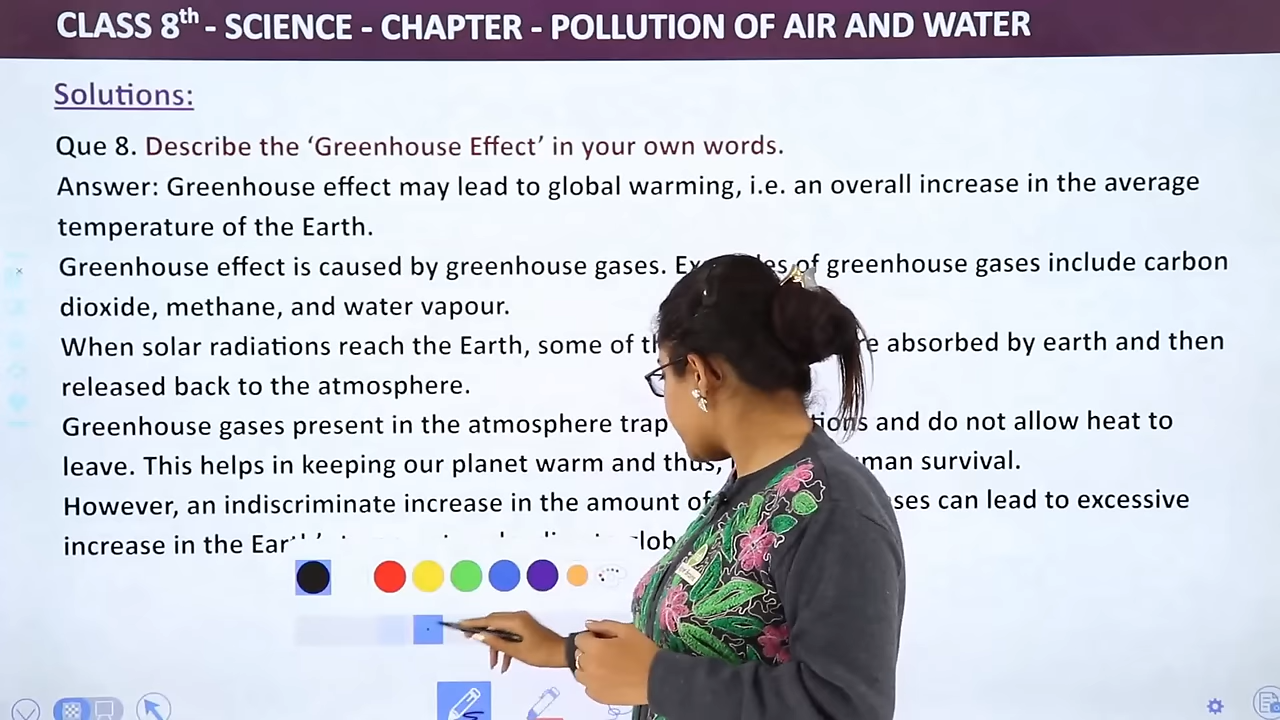 CLASS 8th - SCIENCE - CHAPTER - POLLUTION OF AIR AND WATER
Solutions:
Que 8. Describe the ‘Greenhouse Effect’ in your own words.
Answer: Greenhouse effect may lead to global warming, i.e. an overall increase in the average
temperature of the Earth.
Greenhouse effect is caused by greenhouse gases. of greenhouse gases include carbon
dioxide, methane, and water vapour.
When solar radiations reach the Earth, some of absorbed by earth and then
released back to the atmosphere.
Greenhouse gases present in the atmosphere trap and do not allow heat to
leave. This helps in keeping our planet warm and thus, survival.
However, an indiscriminate increase in the amount of can lead to excessive
increase in the